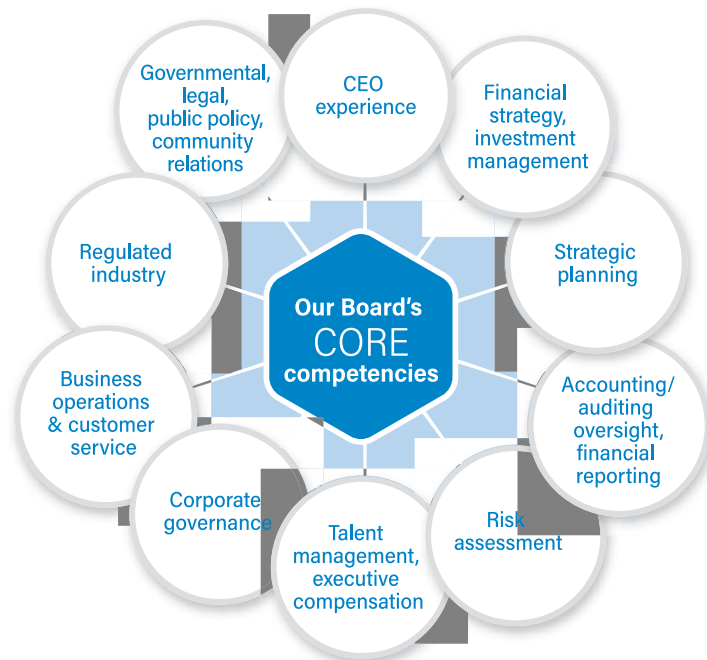 Our Board's
CORE
competencies
CEO
experience
Financial
strategy,
investment
management
Strategic
planning
Accounting/
auditing
oversight,
financial
reporting
Risk
assessment
Talent
management,
executive
compensation
Corporate
governance
Business
operations
& customer
service
Regulated
industry
Governmental,
legal,
public policy,
community
relations